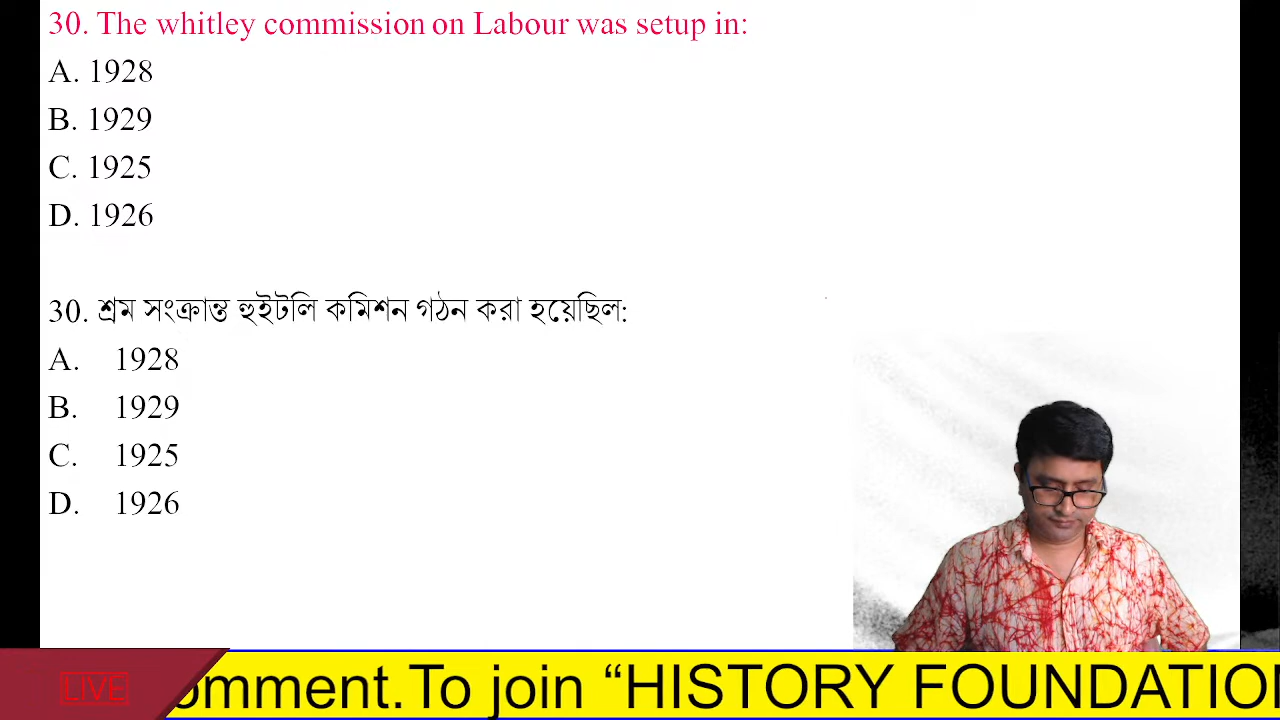 30. The whitley commission on Labour was setup in:
A. 1928
B. 1929
C. 1925
D. 1926
30. শ্রম সংক্রান্ত হুইটলি কমিশন গঠন করা হয়েছিল:
A. 1928
B. 1929
C. 1925
D. 1926
LIVE omment.To join “HISTORY FOUNDATION